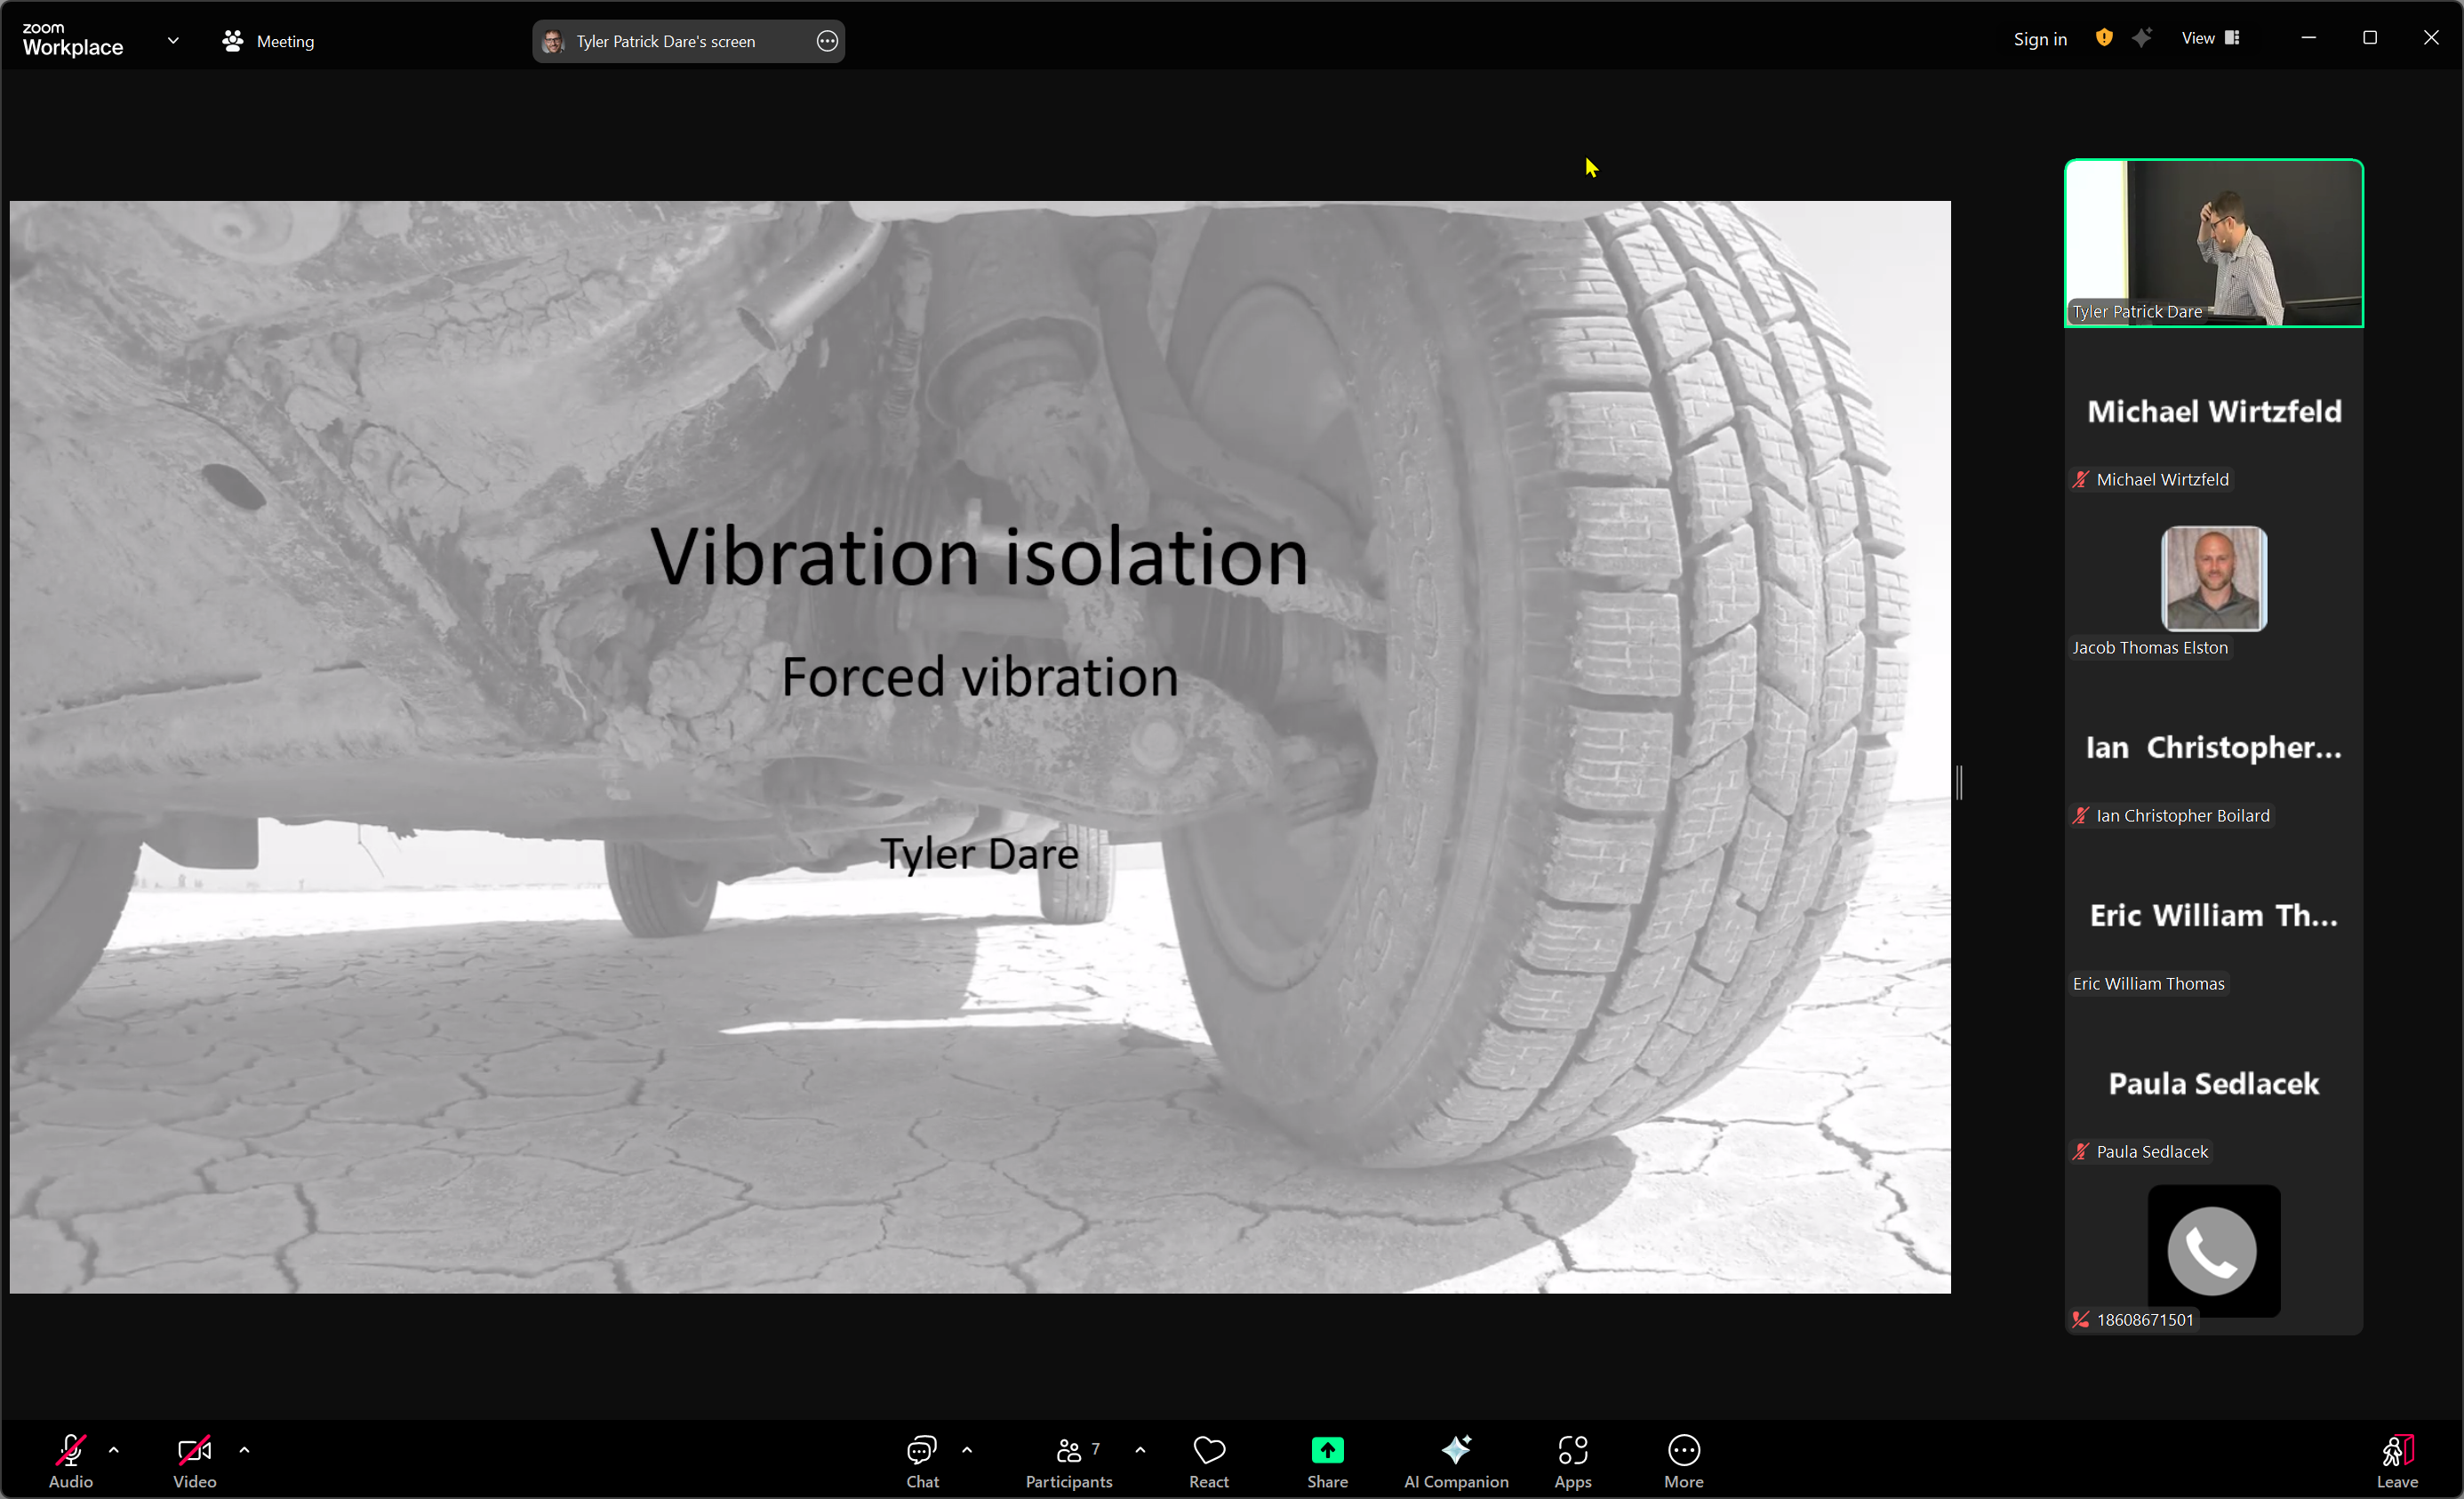 zoom
Workplace
Meeting
Tyler Patrick Dare's screen
Sign in
View
Vibration isolation
Forced vibration
Tyler Dare
Tyler Patrick Dare
Michael Wirtzfeld
Michael Wirtzfeld
Jacob Thomas Elston
Ian Christopher...
Ian Christopher Boilard
Eric William Th...
Eric William Thomas
Paula Sedlacek
Paula Sedlacek
18608671501
Audio
Video
Chat
Participants
7
React
Share
AI Companion
Apps
More
Leave